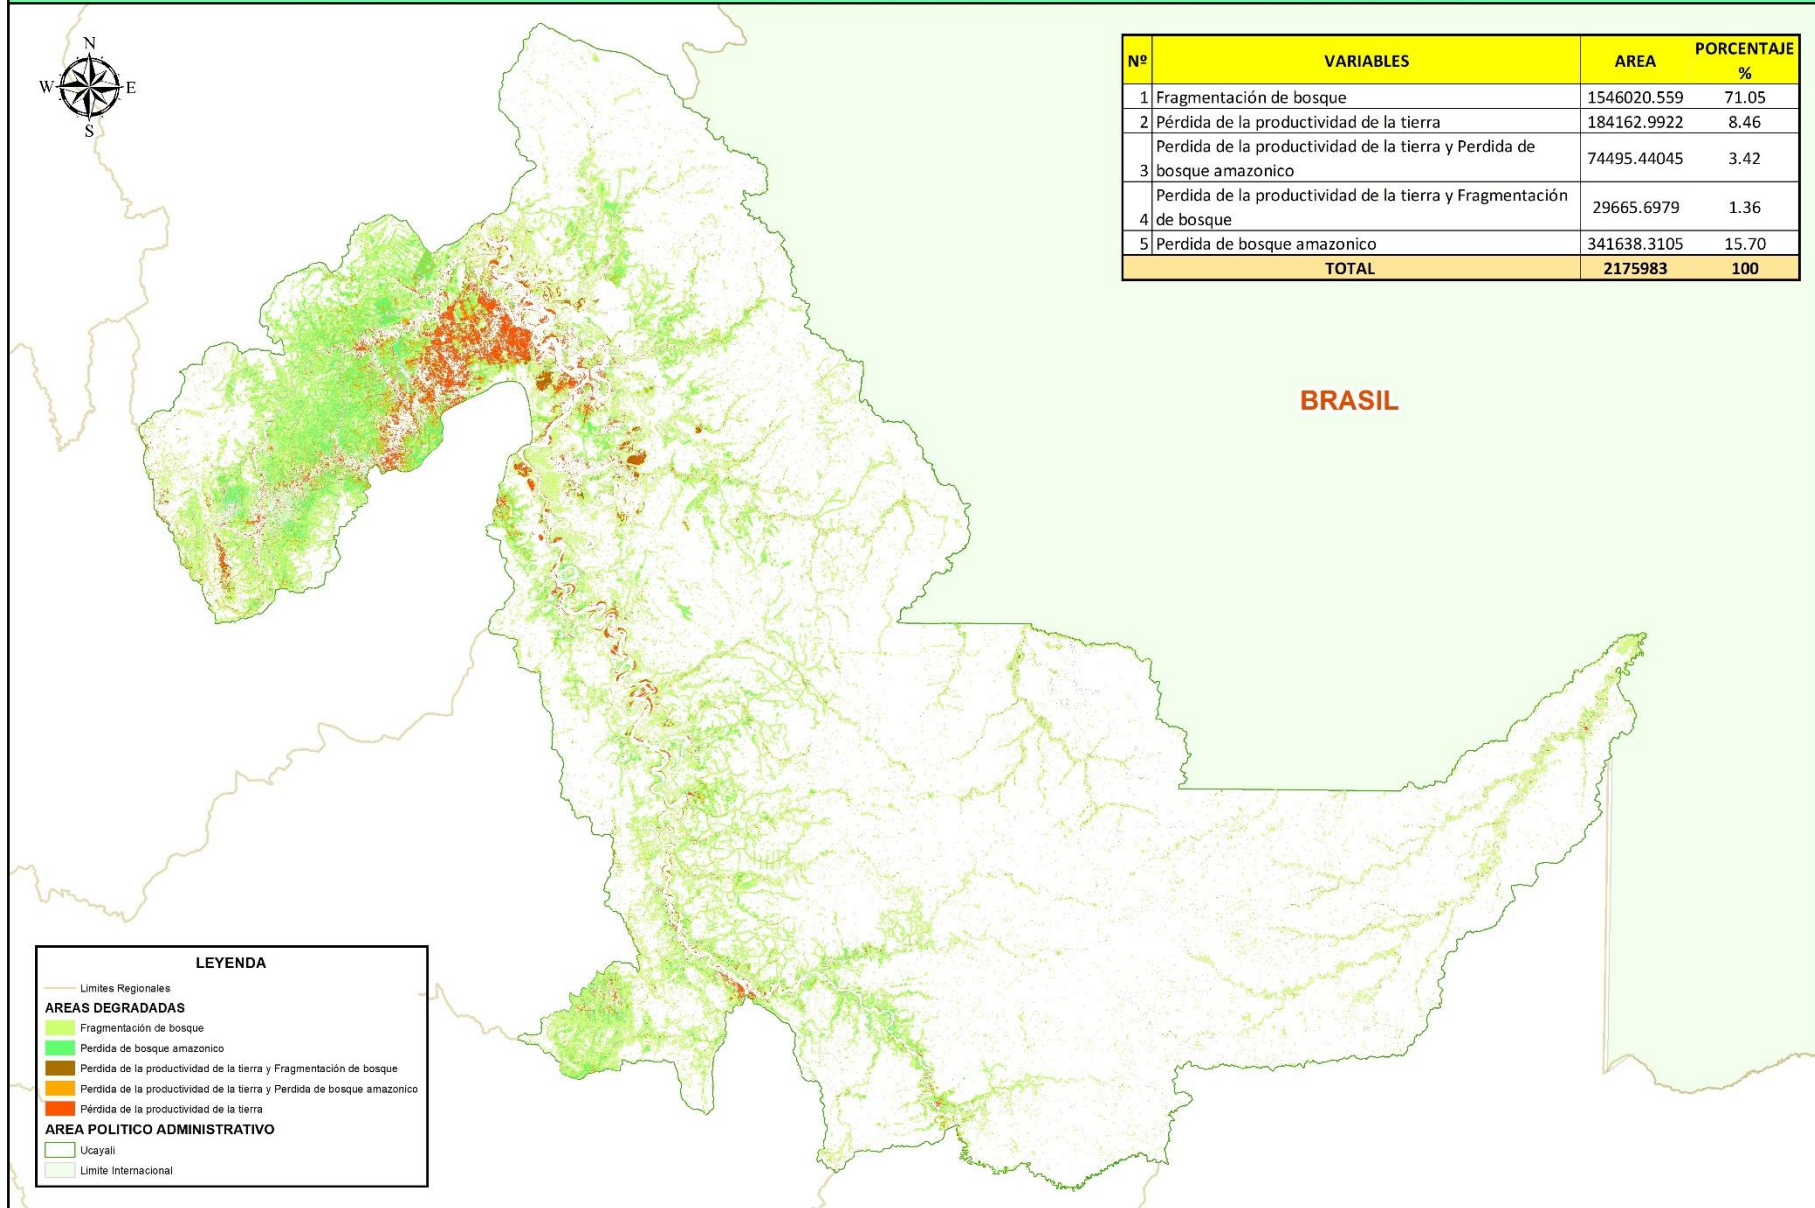 N
W E
S
Nº VARIABLES AREA PORCENTAJE %
1 Fragmentación de bosque 1546020.559 71.05
2 Pérdida de la productividad de la tierra 184162.9922 8.46
3 Perdida de la productividad de la tierra y Perdida de bosque amazonico 74495.44045 3.42
4 Perdida de la productividad de la tierra y Fragmentación de bosque 29665.6979 1.36
5 Perdida de bosque amazonico 341638.3105 15.70
TOTAL 2175983 100
BRASIL
LEYENDA
Limites Regionales
AREAS DEGRADADAS
Fragmentación de bosque
Perdida de bosque amazonico
Perdida de la productividad de la tierra y Fragmentación de bosque
Perdida de la productividad de la tierra y Perdida de bosque amazonico
Pérdida de la productividad de la tierra
AREA POLITICO ADMINISTRATIVO
Ucayali
Limite Internacional